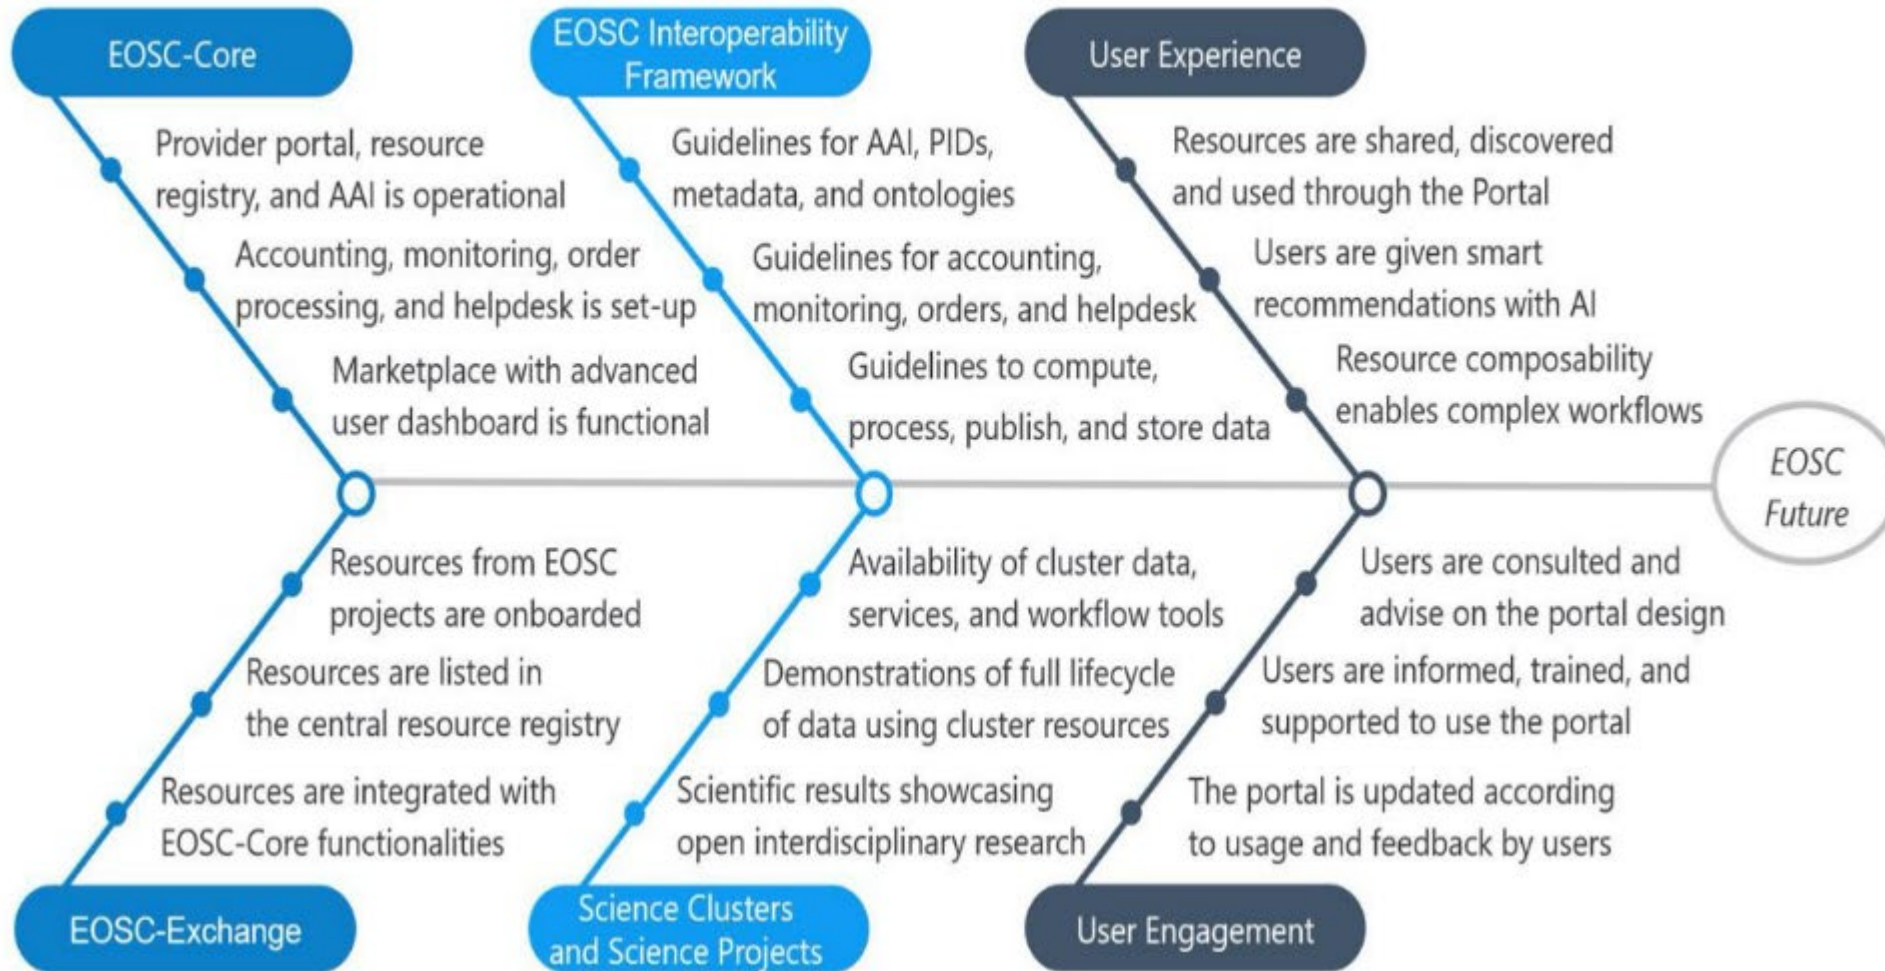 EOSC-Core
Provider portal, resource
registry, and AAI is operational
Accounting, monitoring, order
processing, and helpdesk is set-up
Marketplace with advanced
user dashboard is functional
EOSC Interoperability
Framework
Guidelines for AAI, PIDs,
metadata, and ontologies
Guidelines for accounting,
monitoring, orders, and helpdesk
Guidelines to compute,
process, publish, and store data
User Experience
Resources are shared, discovered
and used through the Portal
Users are given smart
recommendations with AI
Resource composability
enables complex workflows
EOSC
Future
Resources from EOSC
projects are onboarded
Resources are listed in
the central resource registry
Resources are integrated with
EOSC-Core functionalities
EOSC-Exchange
Availability of cluster data,
services, and workflow tools
Demonstrations of full lifecycle
of data using cluster resources
Scientific results showcasing
open interdisciplinary research
Science Clusters
and Science Projects
Users are consulted and
advise on the portal design
Users are informed, trained, and
supported to use the portal
The portal is updated according
to usage and feedback by users
User Engagement